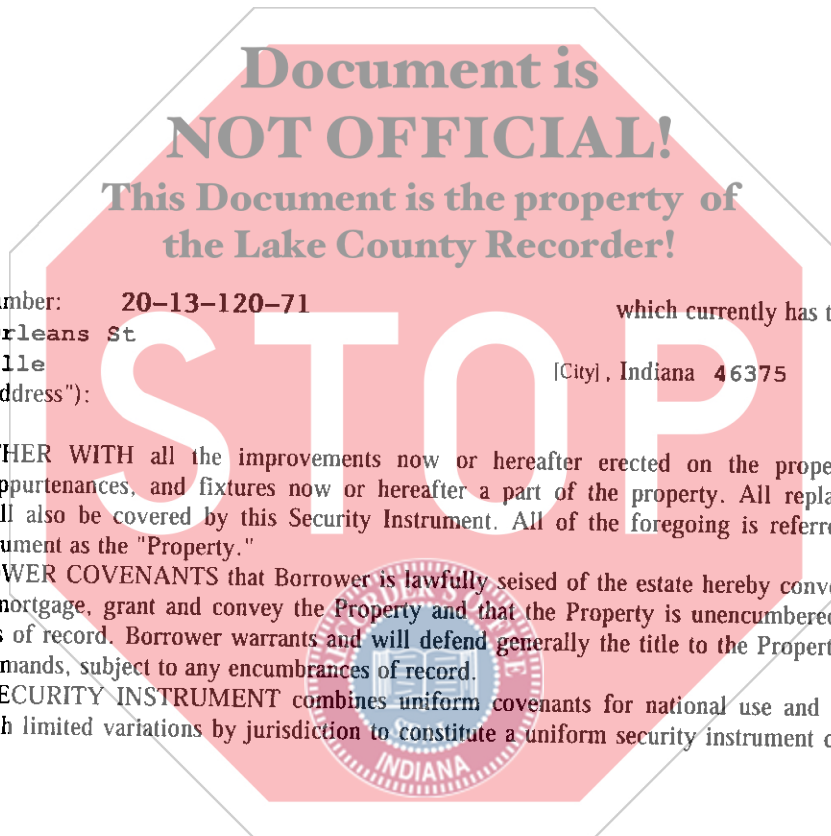 Document is
NOT OFFICIAL!
This Document is the property of
the Lake County Recorder!
umber: 20-13-120-71 which currently has t
rleans St
lle [City], Indiana 46375
ddress"):
STOP
HER WITH all the improvements now or hereafter erected on the prope
ppurtenances, and fixtures now or hereafter a part of the property. All repla
ll also be covered by this Security Instrument. All of the foregoing is referre
ument as the "Property."
WER COVENANTS that Borrower is lawfully seised of the estate hereby conve
mortgage, grant and convey the Property and that the Property is unencumbered
s of record. Borrower warrants and will defend generally the title to the Propert
mands, subject to any encumbrances of record.
ECURITY INSTRUMENT combines uniform covenants for national use and
h limited variations by jurisdiction to constitute a uniform security instrument c
RECORDER'S OFFICE
SEAL
INDIANA